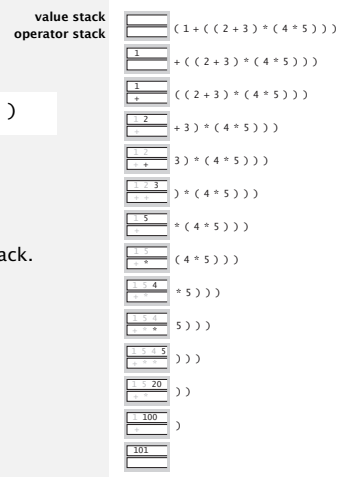 value stack
operator stack
( 1 + ( ( 2 + 3 ) * ( 4 * 5 ) ) )
1
+ ( ( 2 + 3 ) * ( 4 * 5 ) ) )
1
+
( ( 2 + 3 ) * ( 4 * 5 ) ) )
)
1 2
+
+ 3 ) * ( 4 * 5 ) ) )
1 2
+ +
3 ) * ( 4 * 5 ) ) )
1 2 3
+ +
) * ( 4 * 5 ) ) )
1 5
+
* ( 4 * 5 ) ) )
ack.
1 5
+ *
( 4 * 5 ) ) )
1 5 4
+ *
* 5 ) ) )
1 5 4
+ * *
5 ) ) )
1 5 4 5
+ * *
) ) )
1 5 20
+ *
) )
1 100
+
)
101